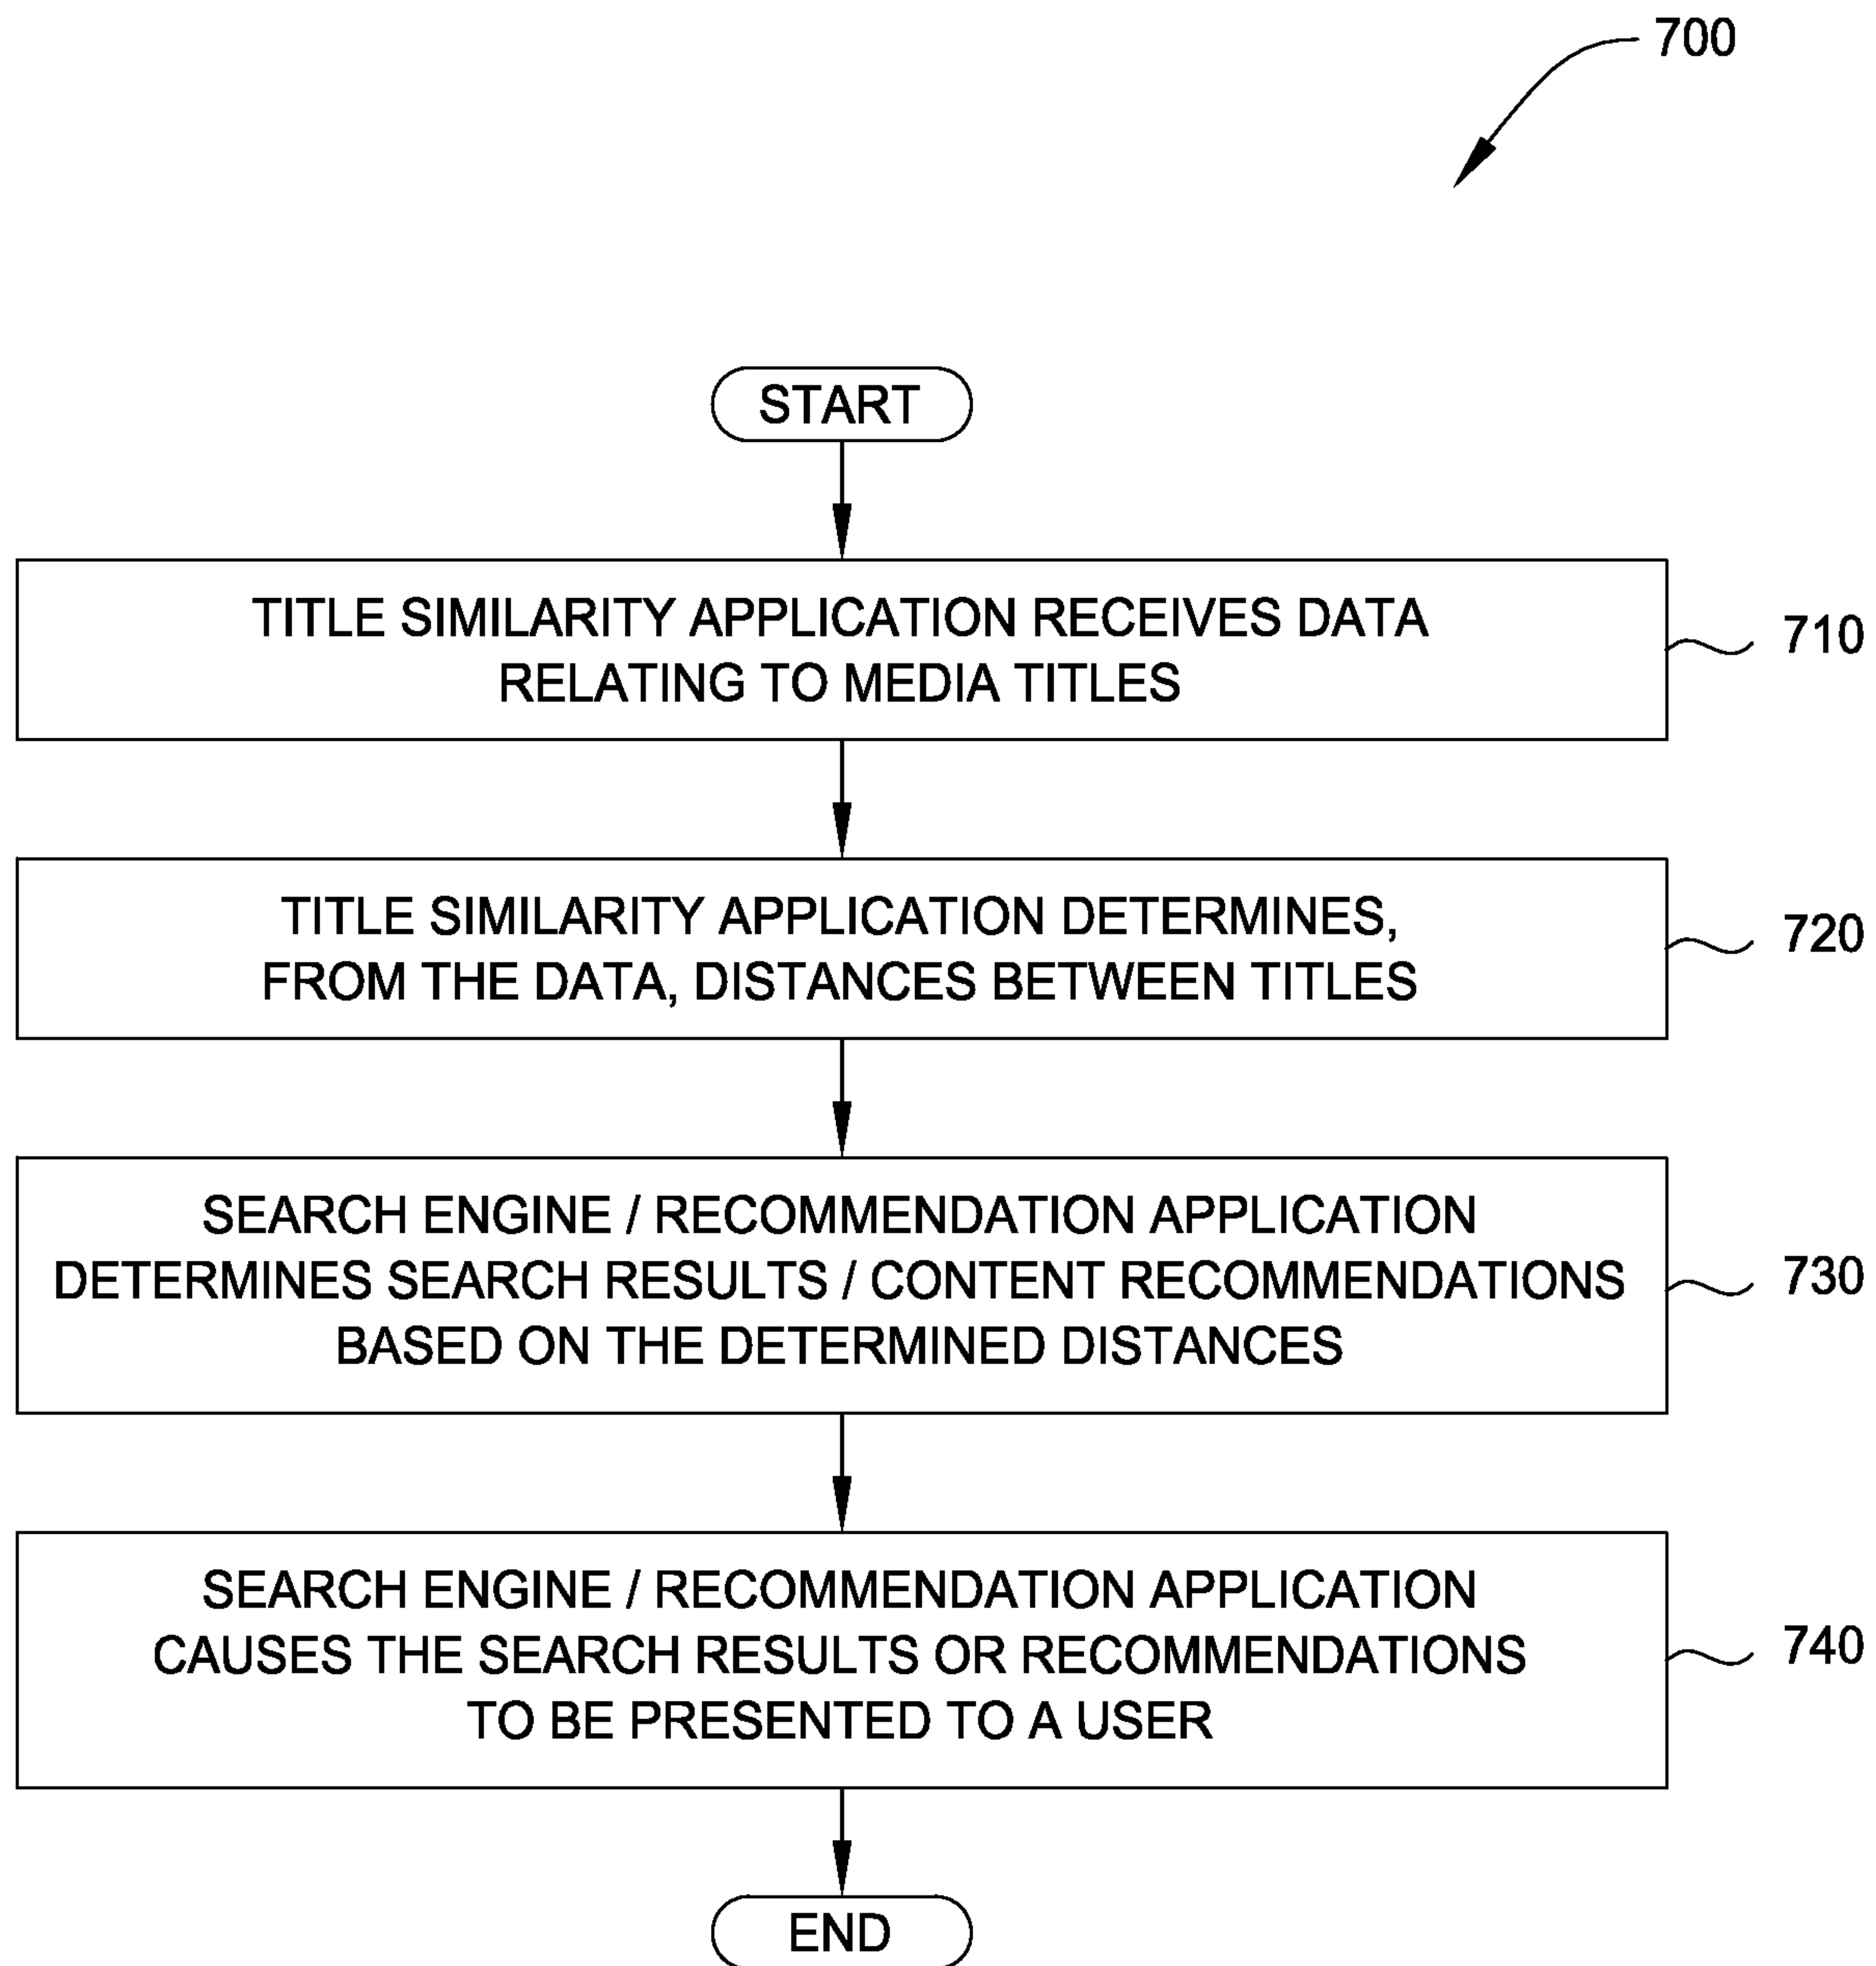 700
START
TITLE SIMILARITY APPLICATION RECEIVES DATA
RELATING TO MEDIA TITLES
710
TITLE SIMILARITY APPLICATION DETERMINES,
FROM THE DATA, DISTANCES BETWEEN TITLES
720
SEARCH ENGINE / RECOMMENDATION APPLICATION
DETERMINES SEARCH RESULTS / CONTENT RECOMMENDATIONS
BASED ON THE DETERMINED DISTANCES
730
SEARCH ENGINE / RECOMMENDATION APPLICATION
CAUSES THE SEARCH RESULTS OR RECOMMENDATIONS
TO BE PRESENTED TO A USER
740
END